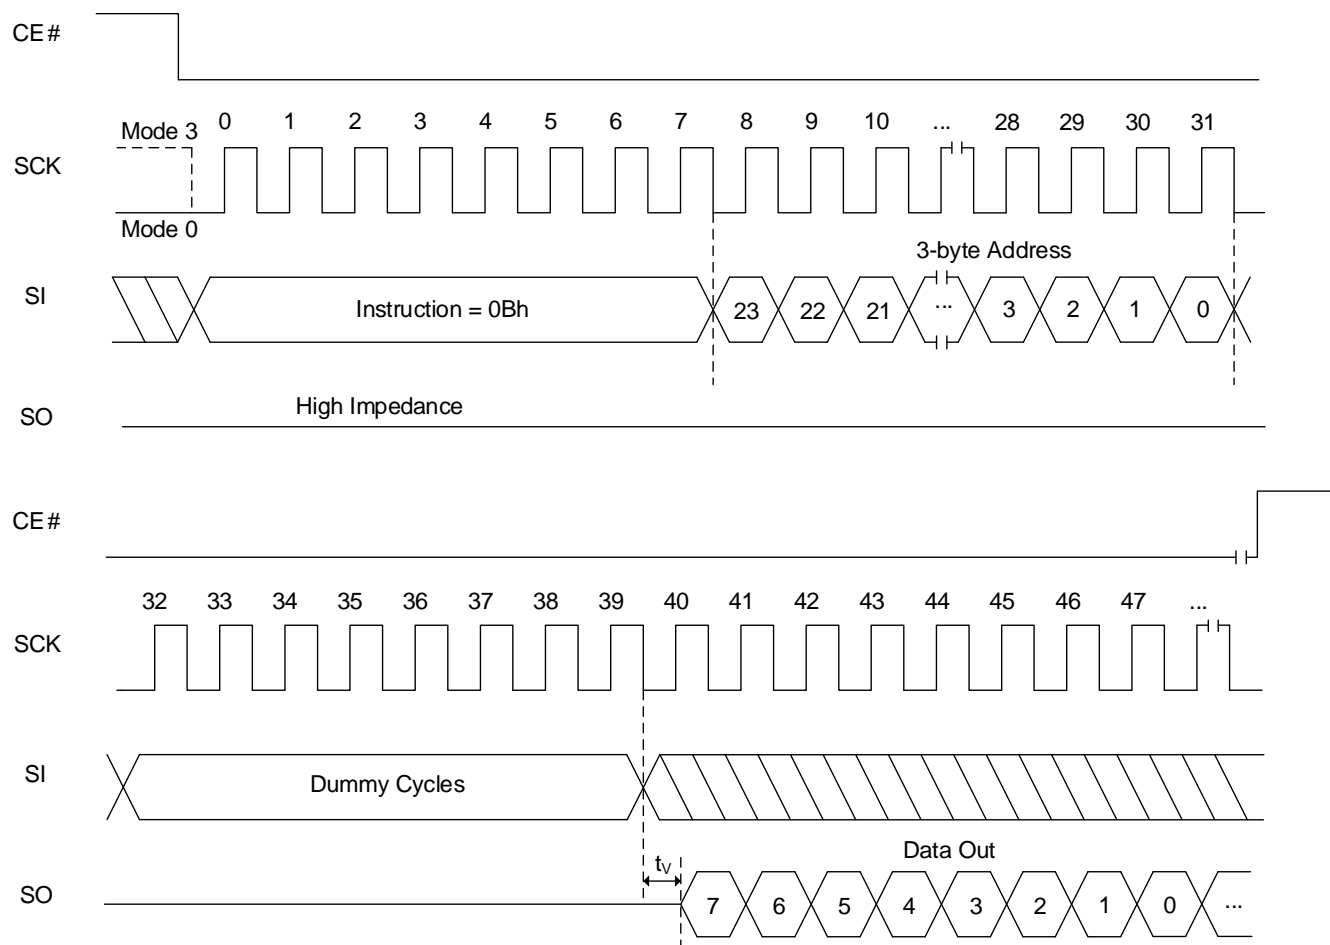 CE#
Mode 3 0 1 2 3 4 5 6 7 8 9 10 ... 28 29 30 31
SCK
Mode 0
3-byte Address
SI Instruction = 0Bh 23 22 21 ... 3 2 1 0
High Impedance
SO
CE#
32 33 34 35 36 37 38 39 40 41 42 43 44 45 46 47 ...
SCK
SI Dummy Cycles
tV Data Out
SO 7 6 5 4 3 2 1 0 ...